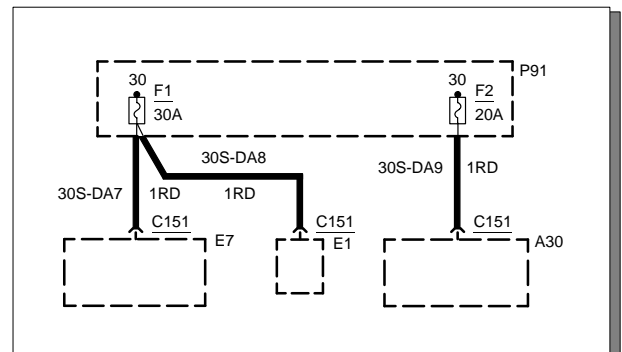 P91
30 F1 30A
30 F2 20A
30S-DA8
30S-DA7 1RD 1RD
30S-DA9 1RD
C151 E7
C151 E1
C151 A30